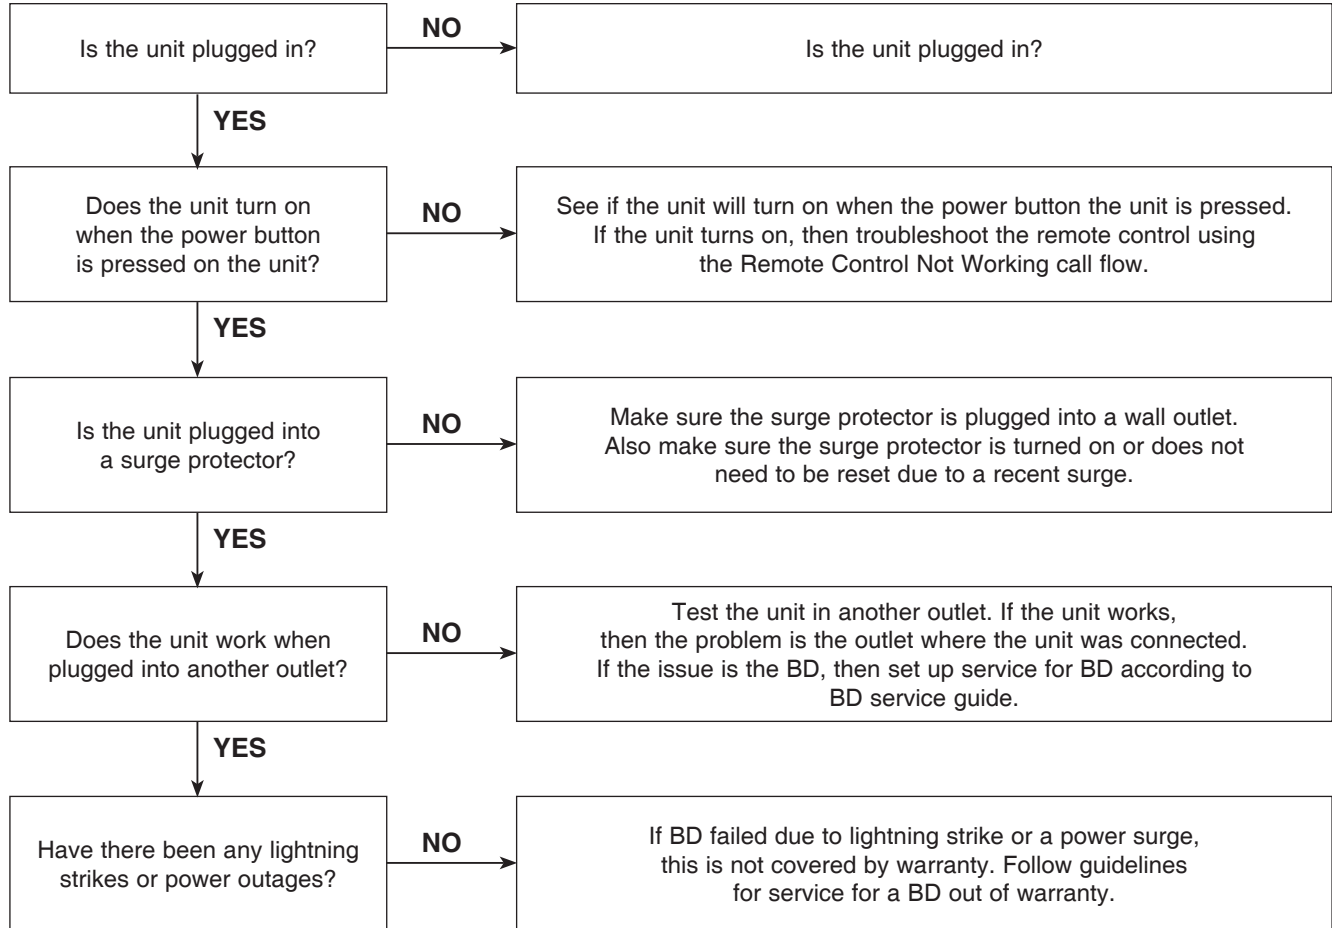 Is the unit plugged in?
NO
Is the unit plugged in?
YES
Does the unit turn on
when the power button
is pressed on the unit?
NO
See if the unit will turn on when the power button the unit is pressed.
If the unit turns on, then troubleshoot the remote control using
the Remote Control Not Working call flow.
YES
Is the unit plugged into
a surge protector?
NO
Make sure the surge protector is plugged into a wall outlet.
Also make sure the surge protector is turned on or does not
need to be reset due to a recent surge.
YES
Does the unit work when
plugged into another outlet?
NO
Test the unit in another outlet. If the unit works,
then the problem is the outlet where the unit was connected.
If the issue is the BD, then set up service for BD according to
BD service guide.
YES
Have there been any lightning
strikes or power outages?
NO
If BD failed due to lightning strike or a power surge,
this is not covered by warranty. Follow guidelines
for service for a BD out of warranty.